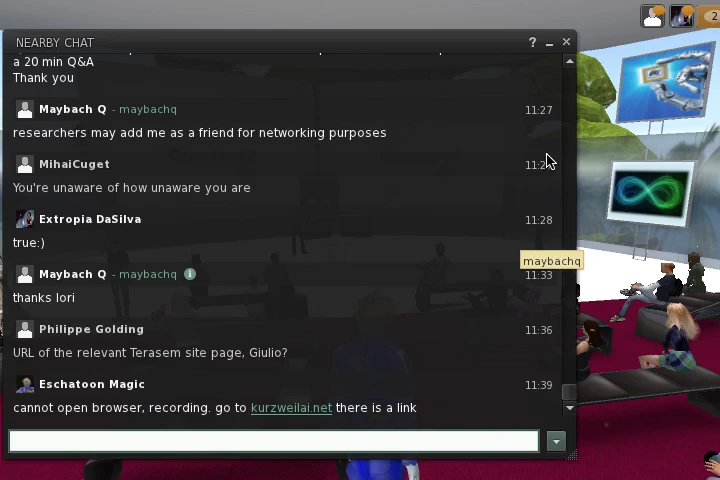 2
NEARBY CHAT ?
a 20 min Q&A
Thank you
Maybach Q - maybachq 11:27
researchers may add me as a friend for networking purposes
MihaiCuget
You're unaware of how unaware you are
Extropia DaSilva 11:28
true:)
maybachq
Maybach Q - maybachq 11:33
thanks lori
Philippe Golding 11:36
URL of the relevant Terasem site page, Giulio?
Eschatoon Magic 11:39
cannot open browser, recording. go to kurzweilai.net there is a link